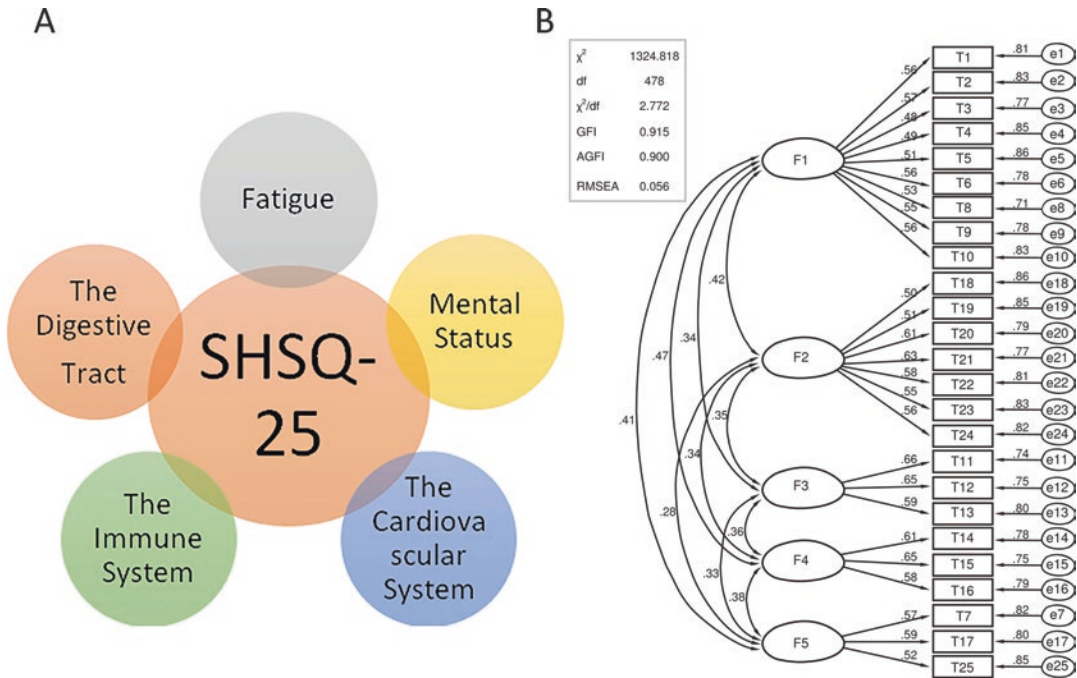 A
Fatigue
The
Digestive
Tract
Mental
Status
SHSQ-
25
The
Immune
System
The
Cardiova
scular
System
B
χ² 1324.818
df 478
χ²/df 2.772
GFI 0.915
AGFI 0.900
RMSEA 0.056
F1
F2
F3
F4
F5
.42
.34
.47
.41
.35
.34
.28
.36
.33
.38
.56 T1 .81 e1
.57 T2 .83 e2
.48 T3 .77 e3
.49 T4 .85 e4
.51 T5 .86 e5
.56 T6 .78 e6
.53 T8 .71 e8
.55 T9 .78 e9
.56 T10 .83 e10
.50 T18 .86 e18
.51 T19 .85 e19
.61 T20 .79 e20
.63 T21 .77 e21
.58 T22 .81 e22
.55 T23 .83 e23
.56 T24 .82 e24
.66 T11 .74 e11
.65 T12 .75 e12
.59 T13 .80 e13
.61 T14 .78 e14
.65 T15 .75 e15
.58 T16 .79 e16
.57 T7 .82 e7
.59 T17 .80 e17
.52 T25 .85 e25